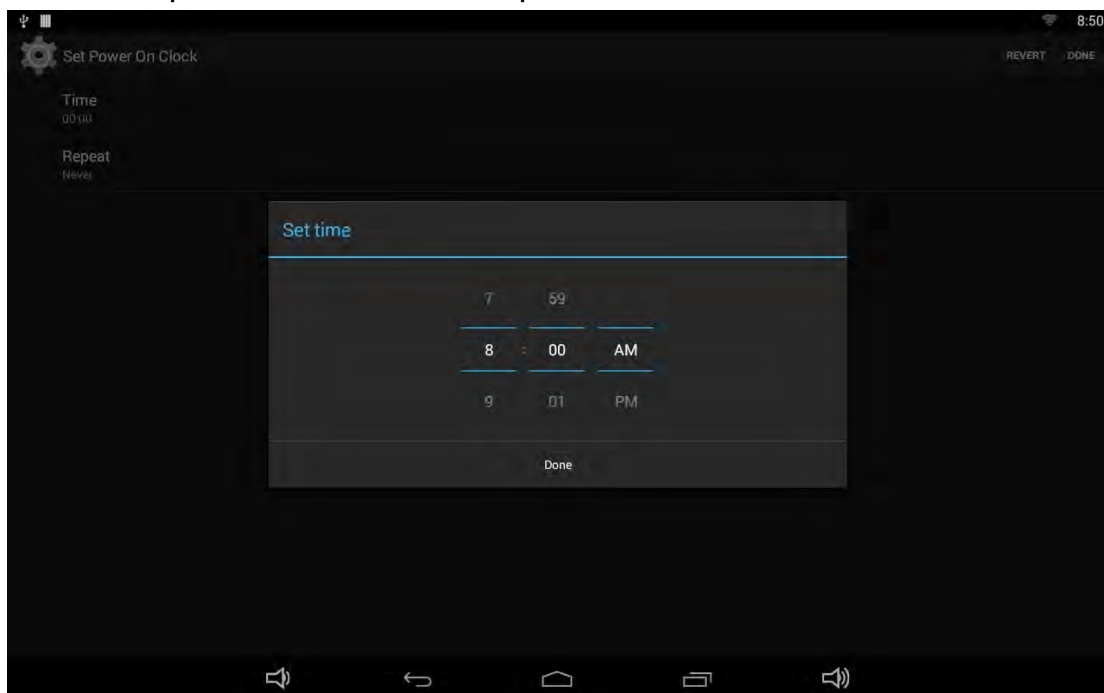 8:50
Set Power On Clock REVERT DONE
Time
00:00
Repeat
Never
Set time
7 59
8 : 00 AM
9 01 PM
Done